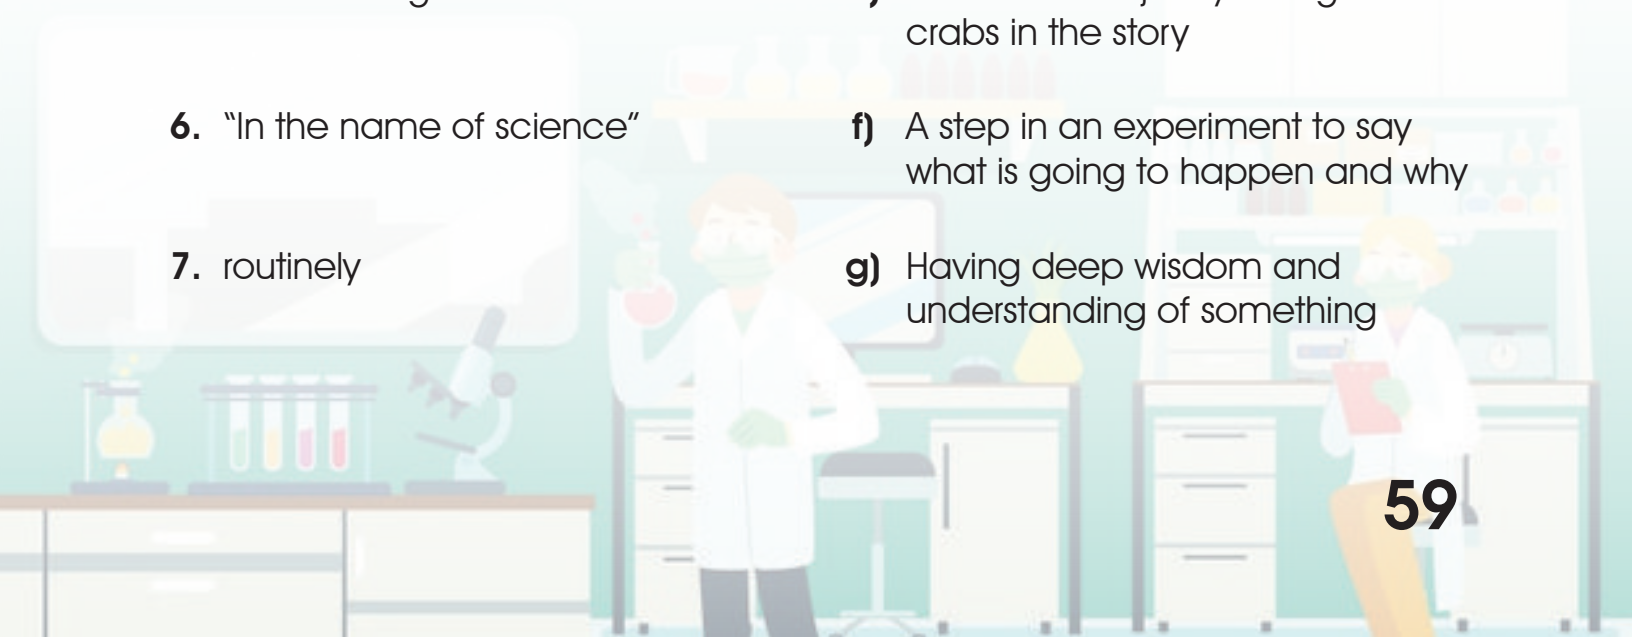 crabs in the story
6. “In the name of science”
f) A step in an experiment to say
what is going to happen and why
7. routinely
g) Having deep wisdom and
understanding of something
59